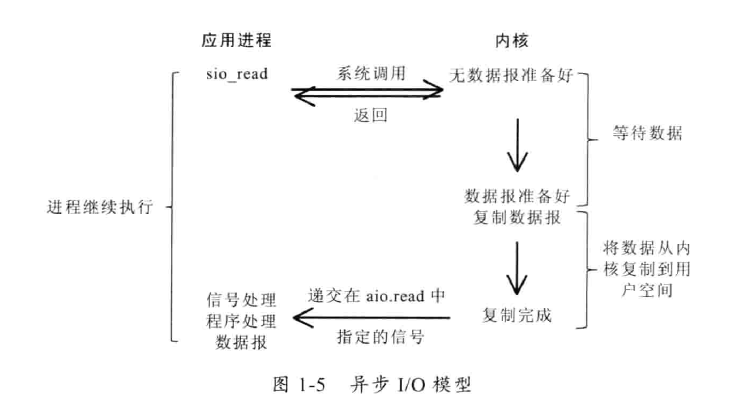 应用进程
内核
sio_read
系统调用
无数据报准备好
返回
等待数据
进程继续执行
数据报准备好
复制数据报
将数据从内
核复制到用
户空间
信号处理
程序处理
数据报
递交在 aio.read 中
指定的信号
复制完成
图 1-5 异步 I/O 模型